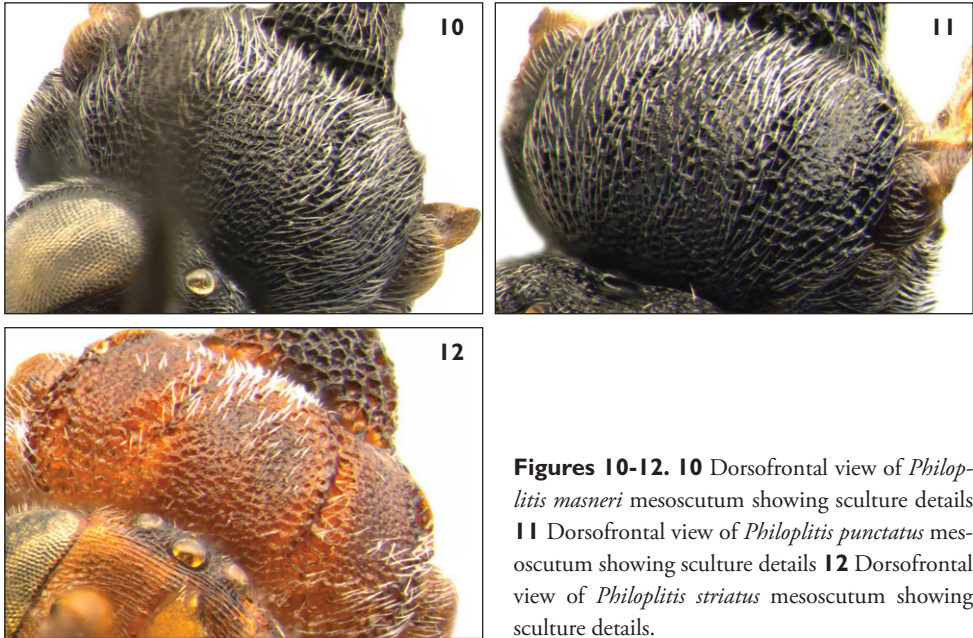 10
11
12
Figures 10-12. 10 Dorsofrontal view of Philop-
litis masneri mesoscutum showing sculture details
11 Dorsofrontal view of Philoplitis punctatus mes-
oscutum showing sculture details 12 Dorsofrontal
view of Philoplitis striatus mesoscutum showing
sculture details.